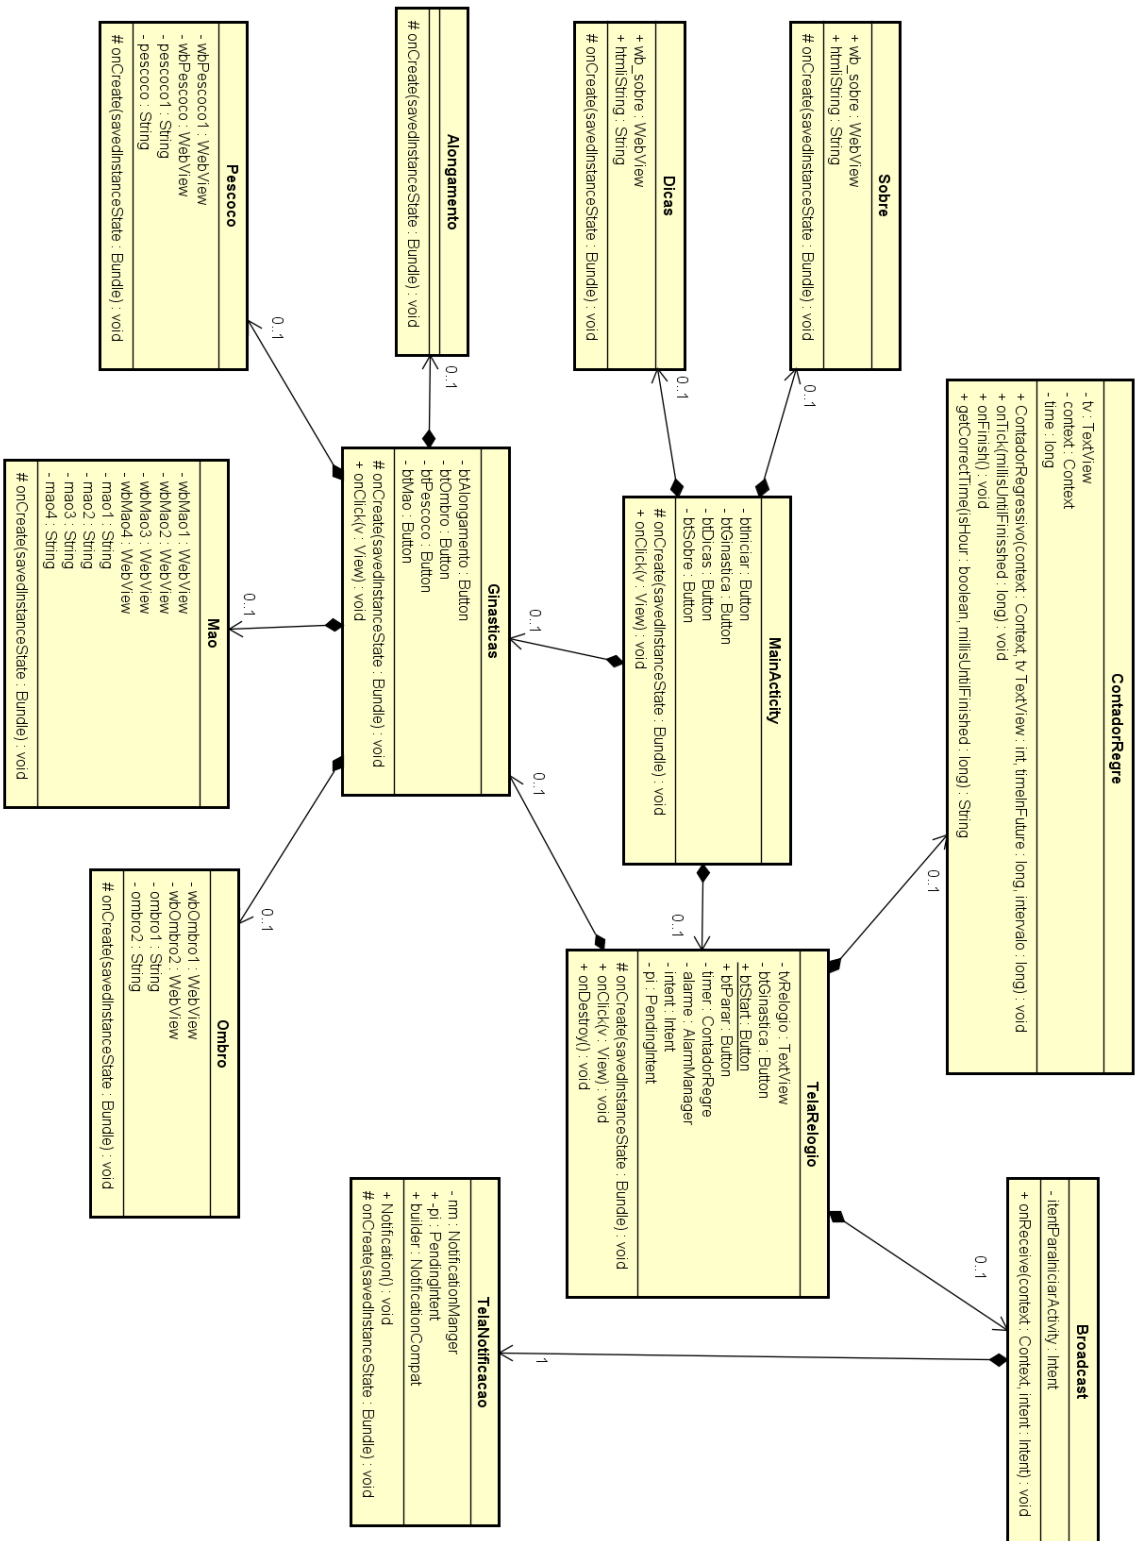 ContadorRegre
- tv : TextView
- context : Context
- time : long
+ ContadorRegressivo(context : Context, tv TextView : int, timeInFuture : long, intervalo : long) : void
+ onTick(millisUntilFinisshed : long) : void
+ onFinish() : void
+ getCorrectTime(isHour : boolean, millisUntilFinished : long) : String
Broadcast
- itentParaIniciarActivity : Intent
+ onReceive(context : Context, intent : Intent) : void
Sobre
+ wb_sobre : WebView
+ htmliString : String
# onCreate(savedInstanceState : Bundle) : void
0..1
0..1
0..1
MainActicity
- btIniciar : Button
- btGinastica : Button
- btDicas : Button
- btSobre : Button
# onCreate(savedInstanceState : Bundle) : void
+ onClick(v : View) : void
TelaRelogio
- tvRelogio : TextView
- btGinastica : Button
+ btStart : Button
+ btParar : Button
- timer : ContadorRegre
- alarme : AlarmManager
- intent : Intent
- pi : PendingIntent
# onCreate(savedInstanceState : Bundle) : void
+ onClick(v : View) : void
+ onDestroy() : void
Dicas
+ wb_sobre : WebView
+ htmliString : String
# onCreate(savedInstanceState : Bundle) : void
0..1
0..1
0..1
0..1
1
Ginasticas
- btAlongamento : Button
- btOmbro : Button
- btPescoco : Button
- btMao : Button
# onCreate(savedInstanceState : Bundle) : void
+ onClick(v : View) : void
TelaNotificacao
- nm : NotificationManger
+ -pi : PendingIntent
+ builder : NotificationCompat
+ Notification() : void
# onCreate(savedInstanceState : Bundle) : void
Alongamento
# onCreate(savedInstanceState : Bundle) : void
0..1
0..1
0..1
0..1
Pescoco
- wbPescoco1 : WebView
- wbPescoco : WebView
- pescoco1 : String
- pescoco : String
# onCreate(savedInstanceState : Bundle) : void
Mao
- wbMao1 : WebView
- wbMao2 : WebView
- wbMao3 : WebView
- wbMao4 : WebView
- mao1 : String
- mao2 : String
- mao3 : String
- mao4 : String
# onCreate(savedInstanceState : Bundle) : void
Ombro
- wbOmbro1 : WebView
- wbOmbro2 : WebView
- ombro1 : String
- ombro2 : String
# onCreate(savedInstanceState : Bundle) : void